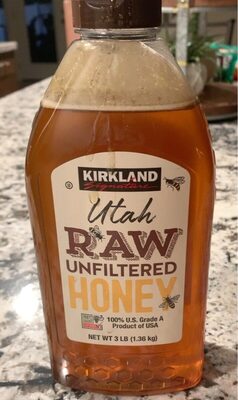 KIRKLAND
Signature
®
Utah
RAW
UNFILTERED
HONEY
100% U.S. Grade A
Product of USA
NET WT 3 LB (1.36 kg)